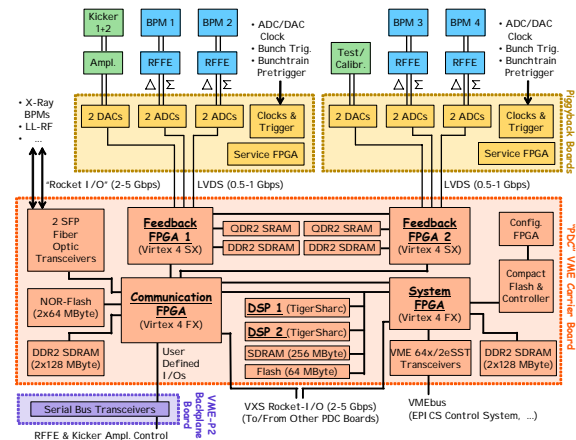 Kicker
1+2
BPM 1
BPM 2
• ADC/DAC
Clock
• Bunch Trig.
• Bunchtrain
Pretrigger
BPM 3
BPM 4
• ADC/DAC
Clock
• Bunch Trig.
• Bunchtrain
Pretrigger
Ampl.
RFFE
RFFE
Test/
Calibr.
RFFE
RFFE
Δ Σ
Δ Σ
Δ Σ
Δ Σ
• X-Ray
BPMs
• LL-RF
• ...
2 DACs
2 ADCs
2 ADCs
Clocks &
Trigger
Service FPGA
2 DACs
2 ADCs
2 ADCs
Clocks &
Trigger
Service FPGA
Piggyback Boards
"Rocket I/O" (2-5 Gbps)
LVDS (0.5-1 Gbps)
LVDS (0.5-1 Gbps)
2 SFP
Fiber
Optic
Transceivers
Feedback
FPGA 1
(Virtex 4 SX)
QDR2 SRAM
QDR2 SRAM
DDR2 SDRAM
DDR2 SDRAM
Feedback
FPGA 2
(Virtex 4 SX)
Config.
FPGA
Compact
Flash &
Controller
"PDC" VME Carrier Board
NOR-Flash
(2x64 MByte)
Communication
FPGA
(Virtex 4 FX)
DSP 1 (TigerSharc)
DSP 2 (TigerSharc)
SDRAM (256 MByte)
Flash (64 MByte)
System
FPGA
(Virtex 4 FX)
DDR2 SDRAM
(2x128 MByte)
User
Defined
I/Os
VME 64x/2eSST
Transceivers
DDR2 SDRAM
(2x128 MByte)
VME-P2
Backplane
Board
Serial Bus Transceivers
VXS Rocket-I/O (2-5 Gbps)
(To/From Other PDC Boards)
VMEbus
(EPICS Control System, ...)
RFFE & Kicker Ampl. Control